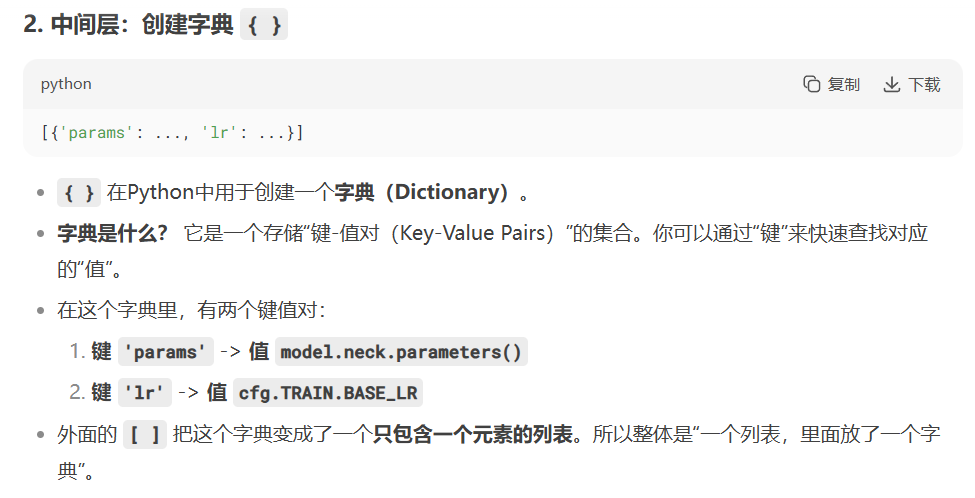 2. 中间层：创建字典 { }
python 复制 下载
[{'params': ..., 'lr': ...}]
{ } 在Python中用于创建一个字典（Dictionary）。
字典是什么？ 它是一个存储“键-值对（Key-Value Pairs）”的集合。你可以通过“键”来快速查找对应
的“值”。
在这个字典里，有两个键值对：
1. 键 'params' -> 值 model.neck.parameters()
2. 键 'lr' -> 值 cfg.TRAIN.BASE_LR
外面的 [ ] 把这个字典变成了一个只包含一个元素的列表。所以整体是“一个列表，里面放了一个字
典”。